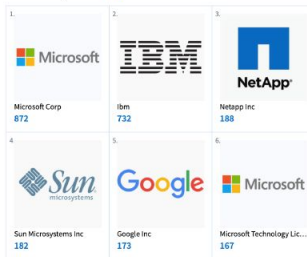 1.
2.
3.
Microsoft
IBM
NetApp
Microsoft Corp
Ibm
Netapp Inc
872
732
188
4
5.
6.
Sun
microsystems
Google
Microsoft
Sun Microsystems Inc
Google Inc
Microsoft Technology Lic...
182
173
167